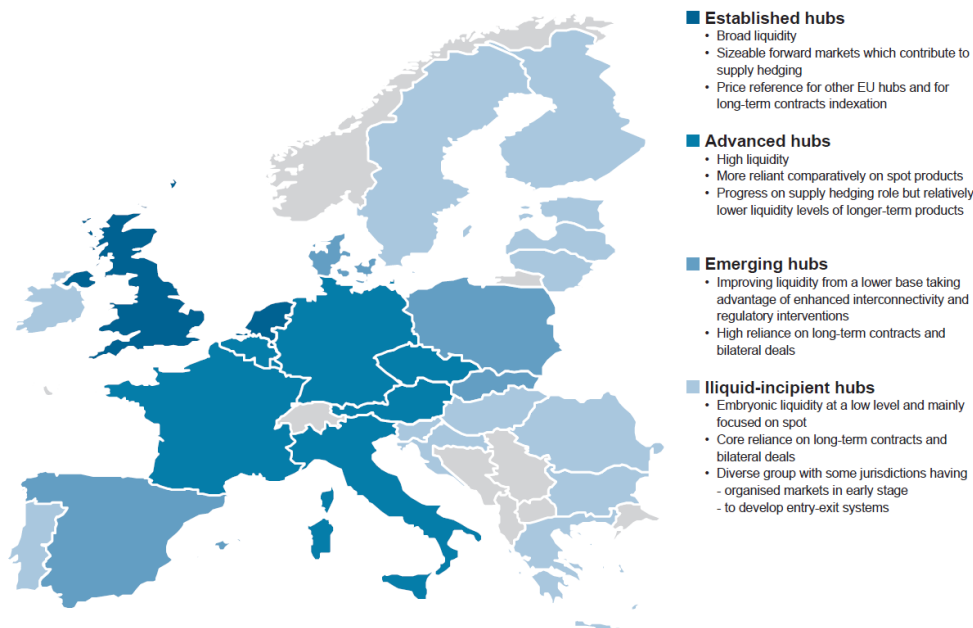 Established hubs
• Broad liquidity
• Sizeable forward markets which contribute to
supply hedging
• Price reference for other EU hubs and for
long-term contracts indexation
Advanced hubs
• High liquidity
• More reliant comparatively on spot products
• Progress on supply hedging role but relatively
lower liquidity levels of longer-term products
Emerging hubs
• Improving liquidity from a lower base taking
advantage of enhanced interconnectivity and
regulatory interventions
• High reliance on long-term contracts and
bilateral deals
Iliquid-incipient hubs
• Embryonic liquidity at a low level and mainly
focused on spot
• Core reliance on long-term contracts and
bilateral deals
• Diverse group with some jurisdictions having
- organised markets in early stage
- to develop entry-exit systems